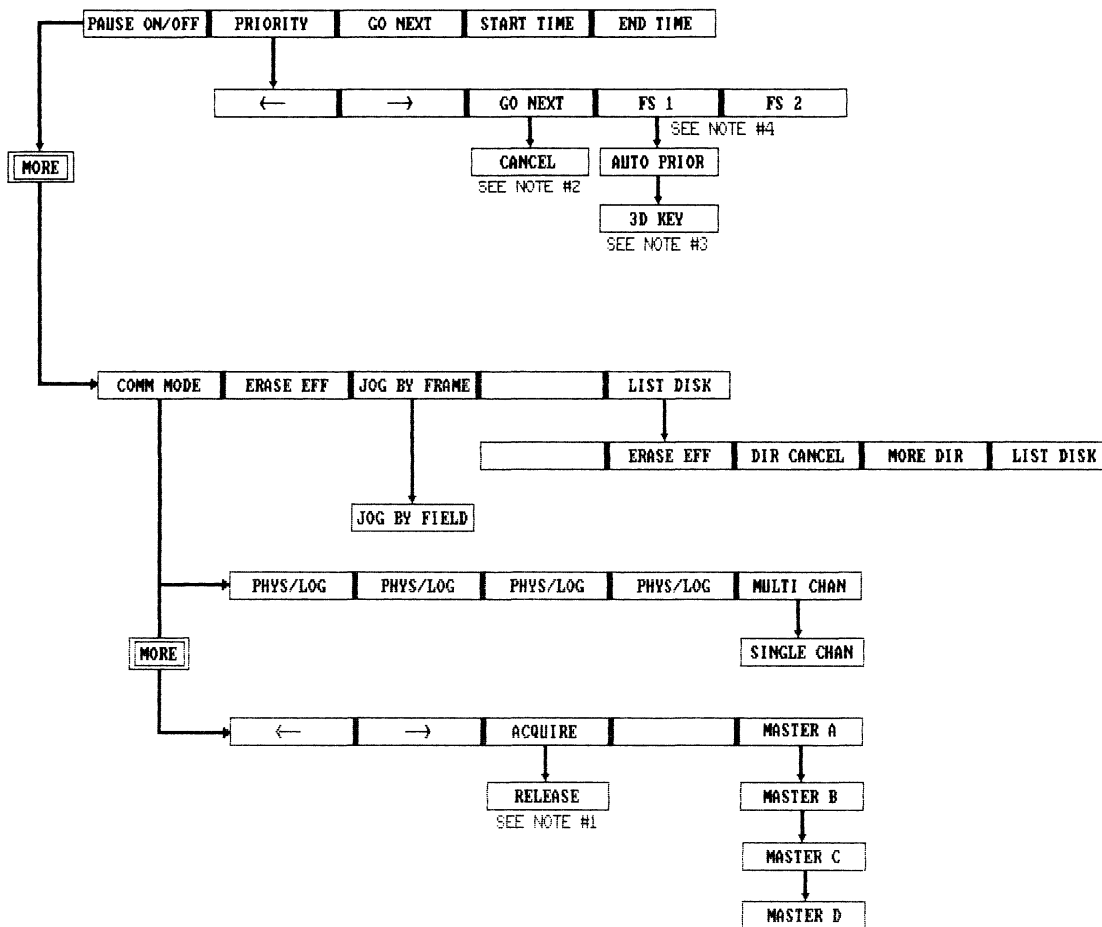 PAUSE ON/OFF PRIORITY GO NEXT START TIME END TIME
← → GO NEXT FS 1 FS 2
SEE NOTE #4
MORE
CANCEL AUTO PRIOR
SEE NOTE #2
3D KEY
SEE NOTE #3
COMM MODE ERASE EFF JOG BY FRAME LIST DISK
ERASE EFF DIR CANCEL MORE DIR LIST DISK
JOG BY FIELD
PHYS/LOG PHYS/LOG PHYS/LOG PHYS/LOG MULTI CHAN
MORE
SINGLE CHAN
← → ACQUIRE MASTER A
RELEASE MASTER B
SEE NOTE #1
MASTER C
MASTER D